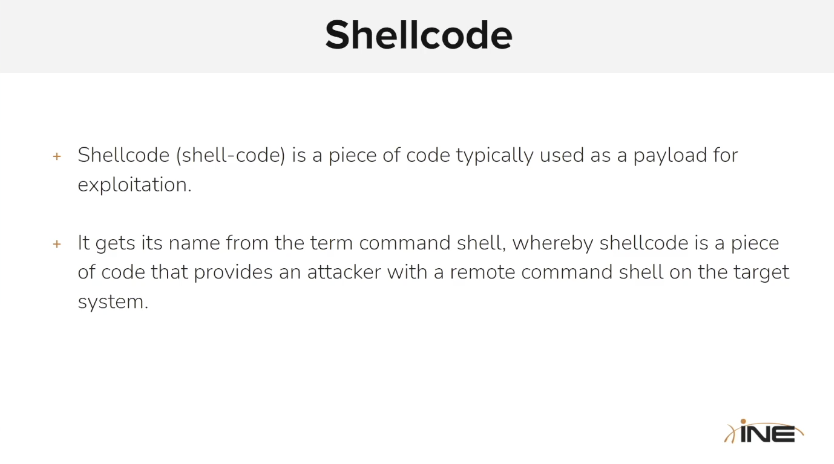 Shellcode
+ Shellcode (shell-code) is a piece of code typically used as a payload for
exploitation.
+ It gets its name from the term command shell, whereby shellcode is a piece
of code that provides an attacker with a remote command shell on the target
system.
INE